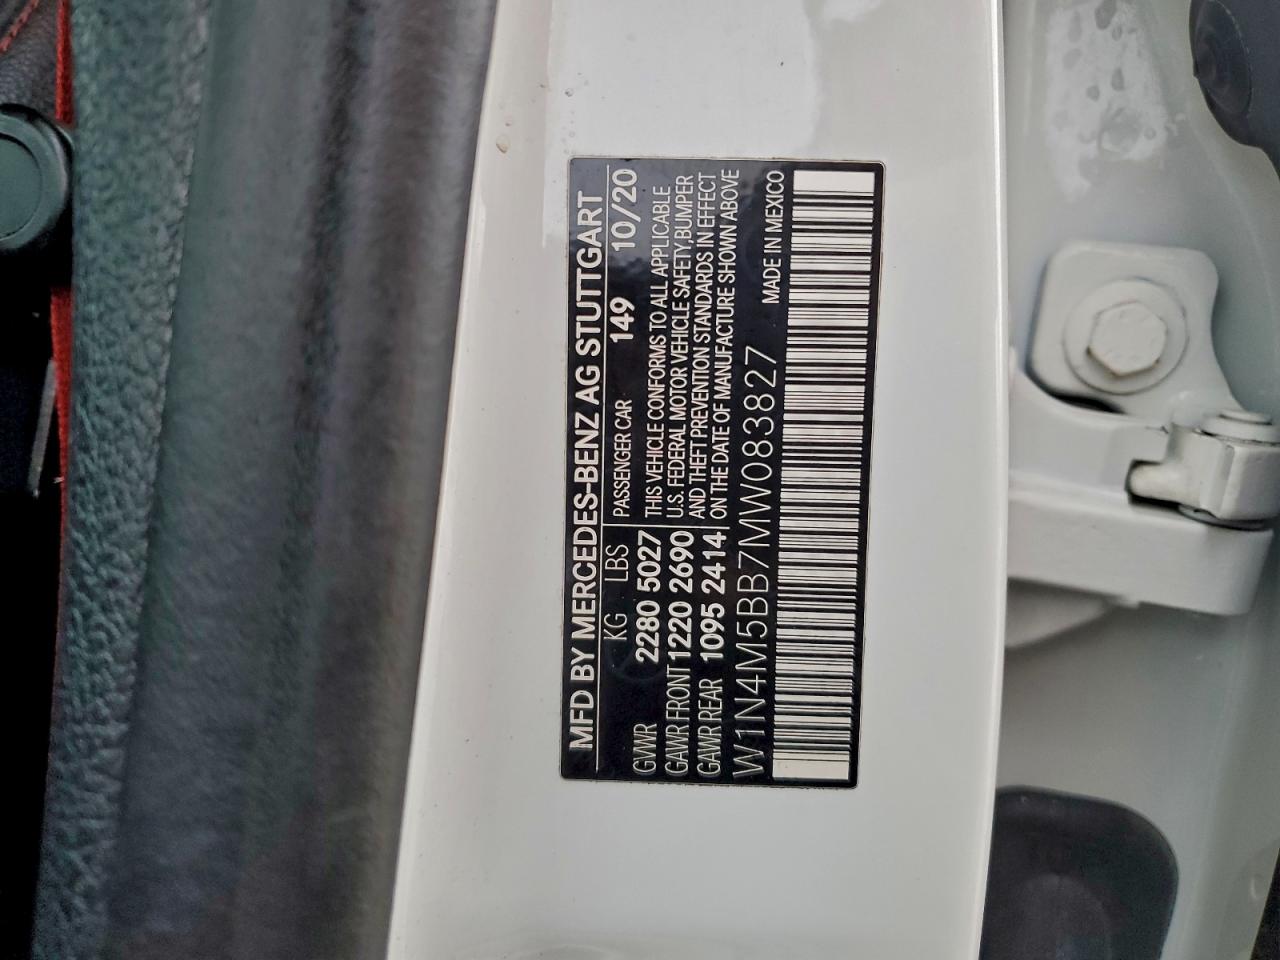 MFD BY MERCEDES-BENZ AG STUTTGART
KG LBS
GVWR 2280 5027
GAWR FRONT 1220 2690
GAWR REAR 1095 2414
PASSENGER CAR 149 10/20
THIS VEHICLE CONFORMS TO ALL APPLICABLE
U.S. FEDERAL MOTOR VEHICLE SAFETY,BUMPER
AND THEFT PREVENTION STANDARDS IN EFFECT
ON THE DATE OF MANUFACTURE SHOWN ABOVE
W1N4M5BB7MW083827 MADE IN MEXICO